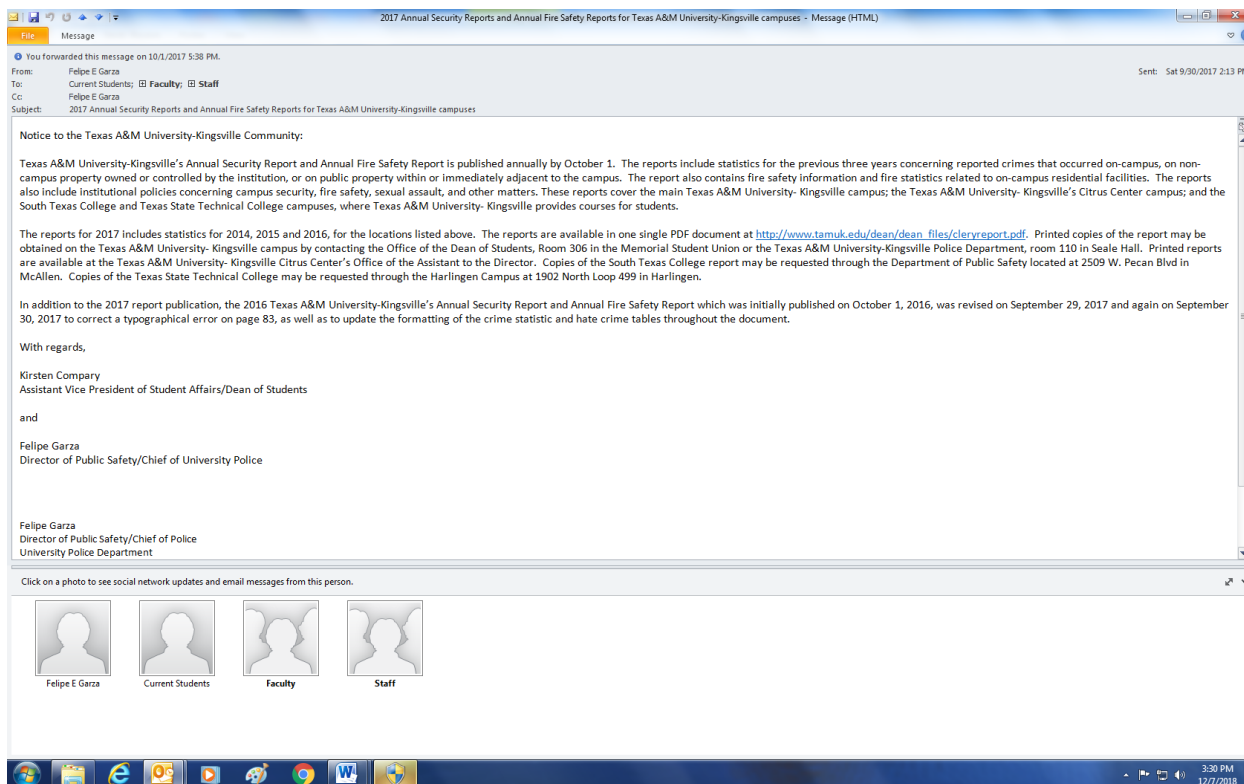 2017 Annual Security Reports and Annual Fire Safety Reports for Texas A&M University-Kingsville campuses - Message (HTML)
File Message
You forwarded this message on 10/1/2017 5:38 PM.
From: Felipe E Garza Sent: Sat 9/30/2017 2:13 PM
To: Current Students; Faculty; Staff
Cc: Felipe E Garza
Subject: 2017 Annual Security Reports and Annual Fire Safety Reports for Texas A&M University-Kingsville campuses
Notice to the Texas A&M University-Kingsville Community:
Texas A&M University-Kingsville's Annual Security Report and Annual Fire Safety Report is published annually by October 1. The reports include statistics for the previous three years concerning reported crimes that occurred on-campus, on non-
campus property owned or controlled by the institution, or on public property within or immediately adjacent to the campus. The report also contains fire safety information and fire statistics related to on-campus residential facilities. The reports
also include institutional policies concerning campus security, fire safety, sexual assault, and other matters. These reports cover the main Texas A&M University- Kingsville campus; the Texas A&M University- Kingsville's Citrus Center campus; and the
South Texas College and Texas State Technical College campuses, where Texas A&M University- Kingsville provides courses for students.
The reports for 2017 includes statistics for 2014, 2015 and 2016, for the locations listed above. The reports are available in one single PDF document at http://www.tamuk.edu/dean/dean_files/cleryreport.pdf. Printed copies of the report may be
obtained on the Texas A&M University- Kingsville campus by contacting the Office of the Dean of Students, Room 306 in the Memorial Student Union or the Texas A&M University-Kingsville Police Department, room 110 in Seale Hall. Printed reports
are available at the Texas A&M University- Kingsville Citrus Center's Office of the Assistant to the Director. Copies of the South Texas College report may be requested through the Department of Public Safety located at 2509 W. Pecan Blvd in
McAllen. Copies of the Texas State Technical College may be requested through the Harlingen Campus at 1902 North Loop 499 in Harlingen.
In addition to the 2017 report publication, the 2016 Texas A&M University-Kingsville's Annual Security Report and Annual Fire Safety Report which was initially published on October 1, 2016, was revised on September 29, 2017 and again on September
30, 2017 to correct a typographical error on page 83, as well as to update the formatting of the crime statistic and hate crime tables throughout the document.
With regards,
Kirsten Compary
Assistant Vice President of Student Affairs/Dean of Students
and
Felipe Garza
Director of Public Safety/Chief of University Police
Felipe Garza
Director of Public Safety/Chief of Police
University Police Department
Click on a photo to see social network updates and email messages from this person.
Felipe E Garza Current Students Faculty Staff
3:30 PM
12/7/2018